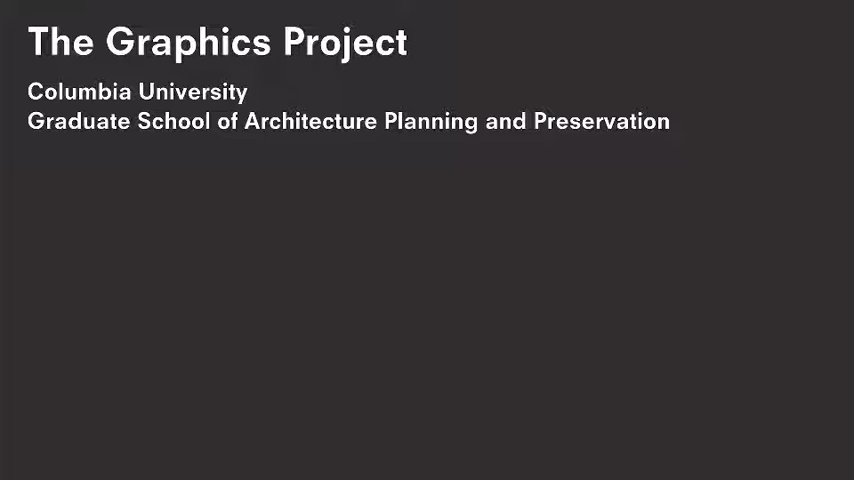 The Graphics Project
Columbia University
Graduate School of Architecture Planning and Preservation